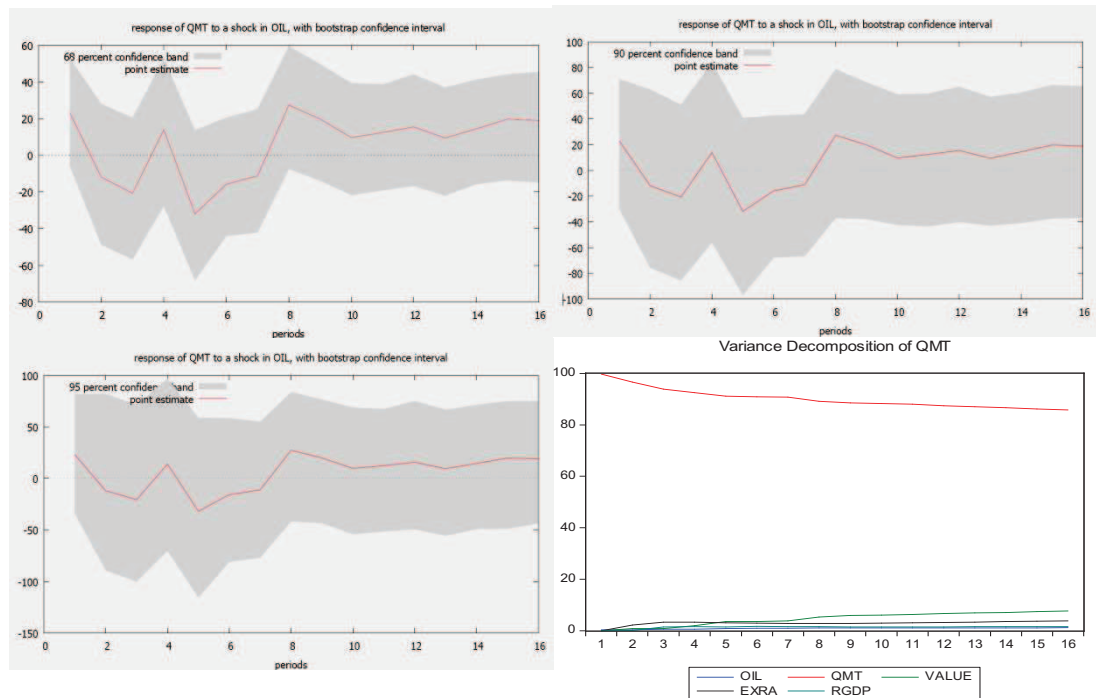 response of QMT to a shock in OIL, with bootstrap confidence interval
60
40
20
0
-20
-40
-60
-80
68 percent confidence band
point estimate
0 2 4 6 8 10 12 14 16
periods
response of QMT to a shock in OIL, with bootstrap confidence interval
100
80
60
40
20
0
-20
-40
-60
-80
-100
90 percent confidence band
point estimate
0 2 4 6 8 10 12 14 16
periods
response of QMT to a shock in OIL, with bootstrap confidence interval
100
50
0
-50
-100
-150
95 percent confidence band
point estimate
0 2 4 6 8 10 12 14 16
periods
Variance Decomposition of QMT
100
80
60
40
20
0
1 2 3 4 5 6 7 8 9 10 11 12 13 14 15 16
OIL QMT VALUE
EXRA RGDP